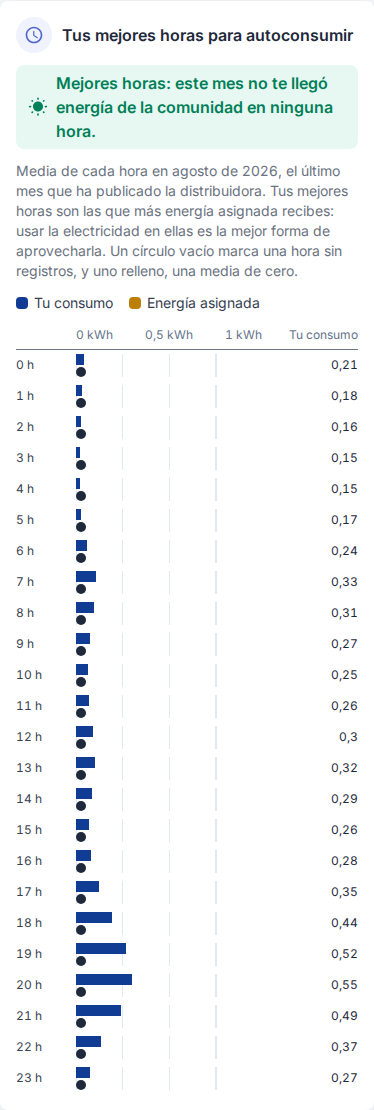 Tus mejores horas para autoconsumir
Mejores horas: este mes no te llegó
energía de la comunidad en ninguna
hora.
Media de cada hora en agosto de 2026, el último
mes que ha publicado la distribuidora. Tus mejores
horas son las que más energía asignada recibes:
usar la electricidad en ellas es la mejor forma de
aprovecharla. Un círculo vacío marca una hora sin
registros, y uno relleno, una media de cero.
Tu consumo Energía asignada
0 kWh 0,5 kWh 1 kWh Tu consumo
0 h 0,21
1 h 0,18
2 h 0,16
3 h 0,15
4 h 0,15
5 h 0,17
6 h 0,24
7 h 0,33
8 h 0,31
9 h 0,27
10 h 0,25
11 h 0,26
12 h 0,3
13 h 0,32
14 h 0,29
15 h 0,26
16 h 0,28
17 h 0,35
18 h 0,44
19 h 0,52
20 h 0,55
21 h 0,49
22 h 0,37
23 h 0,27